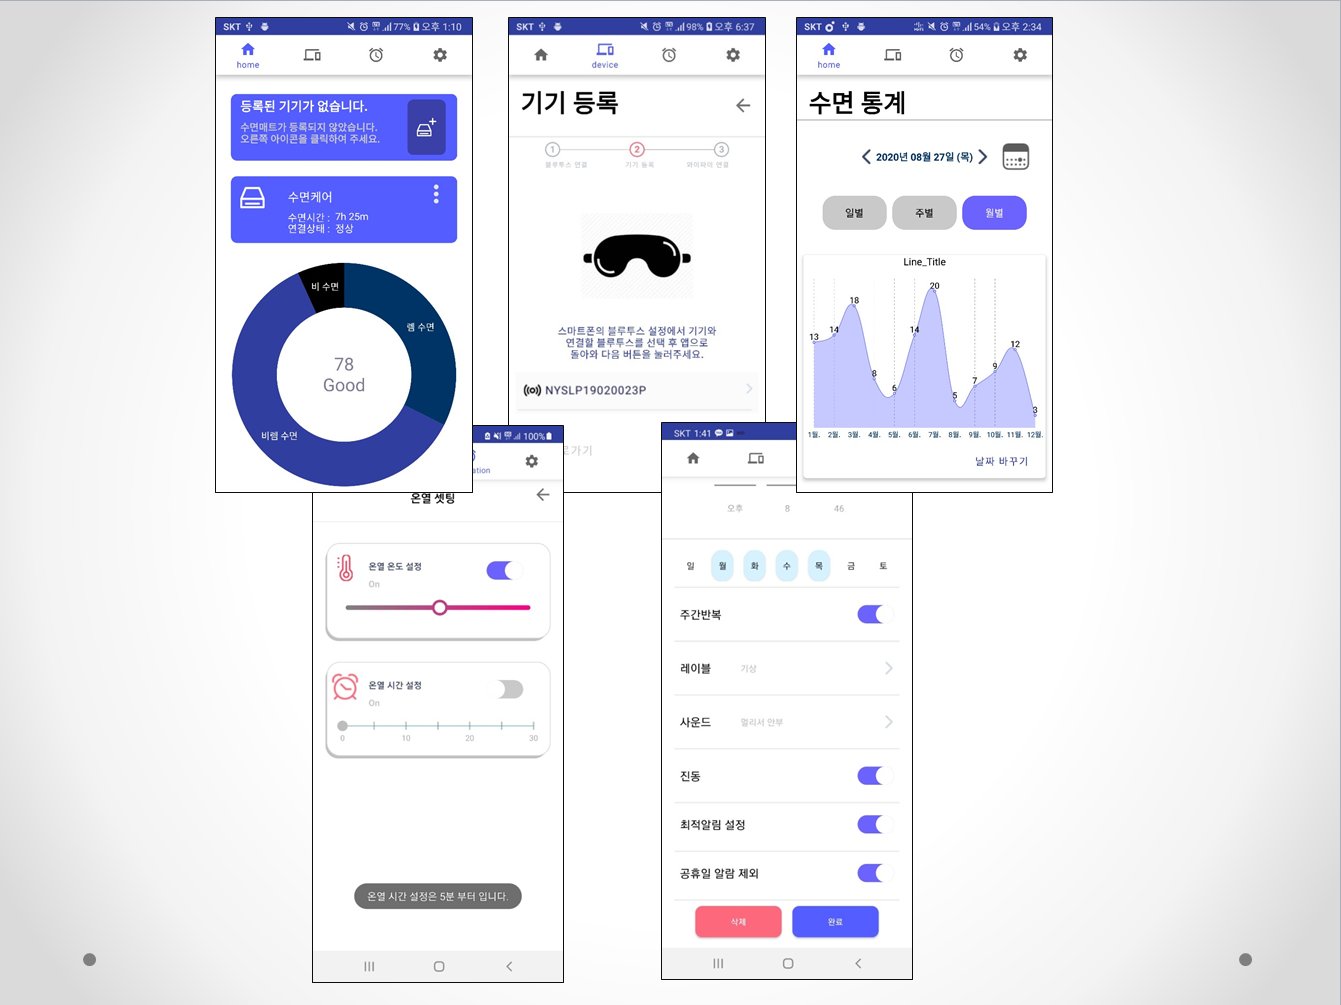 SKT 77% 오후 1:10
home
등록된 기기가 없습니다.
수면매트가 등록되지 않았습니다.
오른쪽 아이콘을 클릭하여 주세요.
수면케어
수면시간 : 7h 25m
연결상태 : 정상
비 수면
렘 수면
78
Good
비렘 수면
SKT 98% 오후 6:37
device
기기 등록
1 2 3
블루투스 연결 기기 등록 와이파이 연결
스마트폰의 블루투스 설정에서 기기와
연결할 블루투스를 선택 후 앱으로
돌아와 다음 버튼을 눌러주세요.
NYSLP19020023P
로가기
SKT 54% 오후 2:34
home
수면 통계
2020년 08월 27일 (목)
일별 주별 월별
Line_Title
13 14 18 8 6 14 20 5 7 9 12 3
1월. 2월. 3월. 4월. 5월. 6월. 7월. 8월. 9월. 10월. 11월. 12월.
날짜 바꾸기
100%
ation
온열 셋팅
온열 온도 설정
On
온열 시간 설정
On
0 10 20 30
온열 시간 설정은 5분 부터 입니다.
SKT 1:41
오후 8 46
일 월 화 수 목 금 토
주간반복
레이블 기상
사운드 멀리서 안부
진동
최적알림 설정
공휴일 알람 제외
삭제 완료